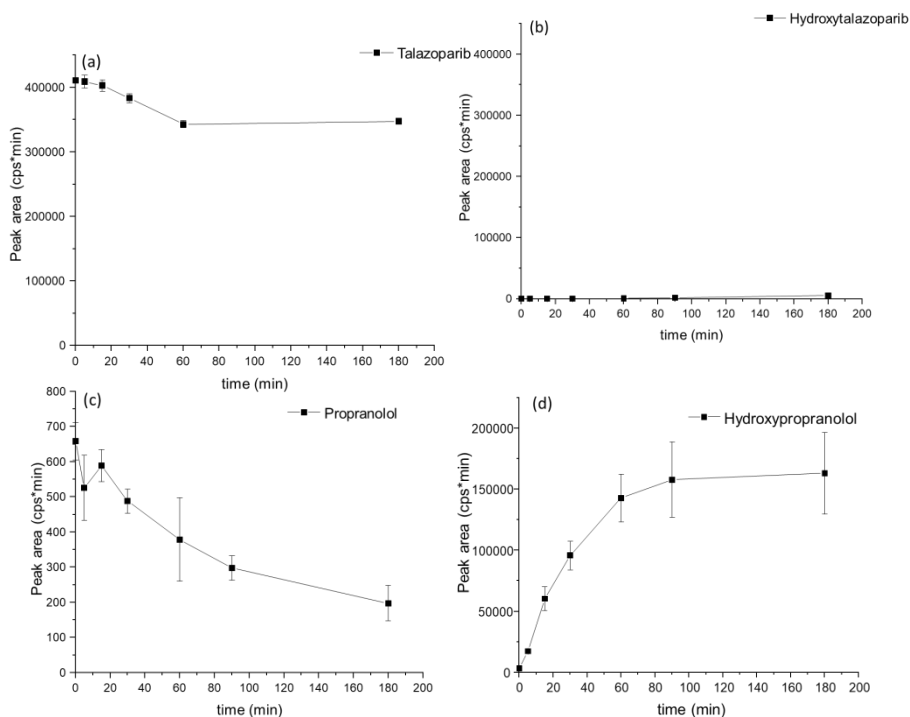 (a)
Talazoparib
400000
300000
200000
100000
0
Peak area (cps*min)
0 20 40 60 80 100 120 140 160 180 200
time (min)
(b)
Hydroxytalazoparib
400000
300000
200000
100000
0
Peak area (cps*min)
0 20 40 60 80 100 120 140 160 180 200
time (min)
(c)
Propranolol
800
700
600
500
400
300
200
100
0
Peak area (cps*min)
0 20 40 60 80 100 120 140 160 180 200
time (min)
(d)
Hydroxypropranolol
200000
150000
100000
50000
0
Peak area (cps*min)
0 20 40 60 80 100 120 140 160 180 200
time (min)